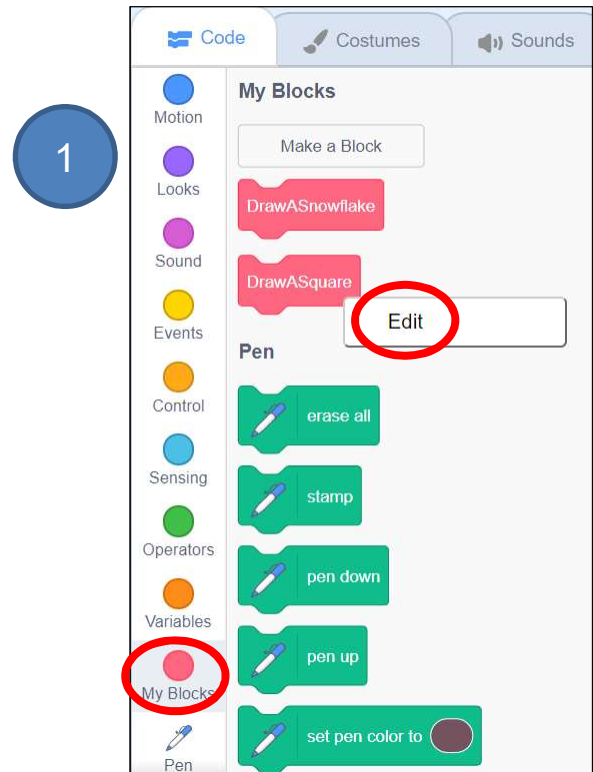 Code Costumes Sounds
1
Motion
Looks
Sound
Events
Control
Sensing
Operators
Variables
My Blocks
Pen
My Blocks
Make a Block
DrawASnowflake
DrawASquare
Edit
Pen
erase all
stamp
pen down
pen up
set pen color to